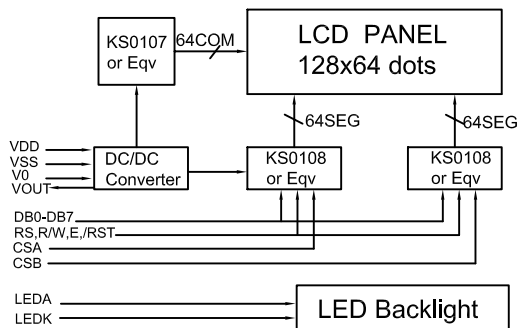 KS0107
or Eqv
64COM
LCD PANEL
128x64 dots
64SEG
64SEG
VDD
VSS
V0
VOUT
DC/DC
Converter
KS0108
or Eqv
KS0108
or Eqv
DB0-DB7
RS,R/W,E,/RST
CSA
CSB
LEDA
LEDK
LED Backlight